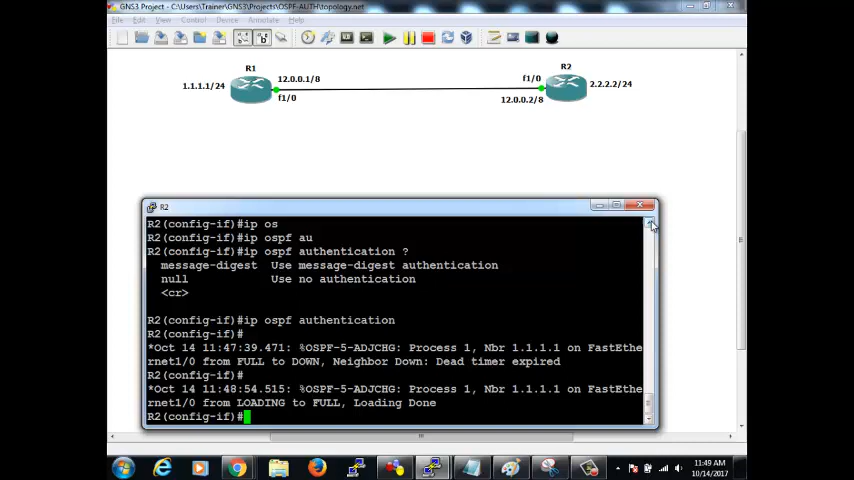 GNS3 Project - C:\Users\Trainer\GNS3\Projects\OSPF-AUTH\topology.net
File Edit View Control Device Annotate Help
R1
R2
1.1.1.1/24
12.0.0.1/8
f1/0
f1/0
2.2.2.2/24
12.0.0.2/8
R2
R2(config-if)#ip os
R2(config-if)#ip ospf au
R2(config-if)#ip ospf authentication ?
message-digest Use message-digest authentication
null Use no authentication
<cr>
R2(config-if)#ip ospf authentication
R2(config-if)#
*Oct 14 11:47:39.471: %OSPF-5-ADJCHG: Process 1, Nbr 1.1.1.1 on FastEthe
rnet1/0 from FULL to DOWN, Neighbor Down: Dead timer expired
R2(config-if)#
*Oct 14 11:48:54.515: %OSPF-5-ADJCHG: Process 1, Nbr 1.1.1.1 on FastEthe
rnet1/0 from LOADING to FULL, Loading Done
R2(config-if)#
11:49 AM
10/14/2017